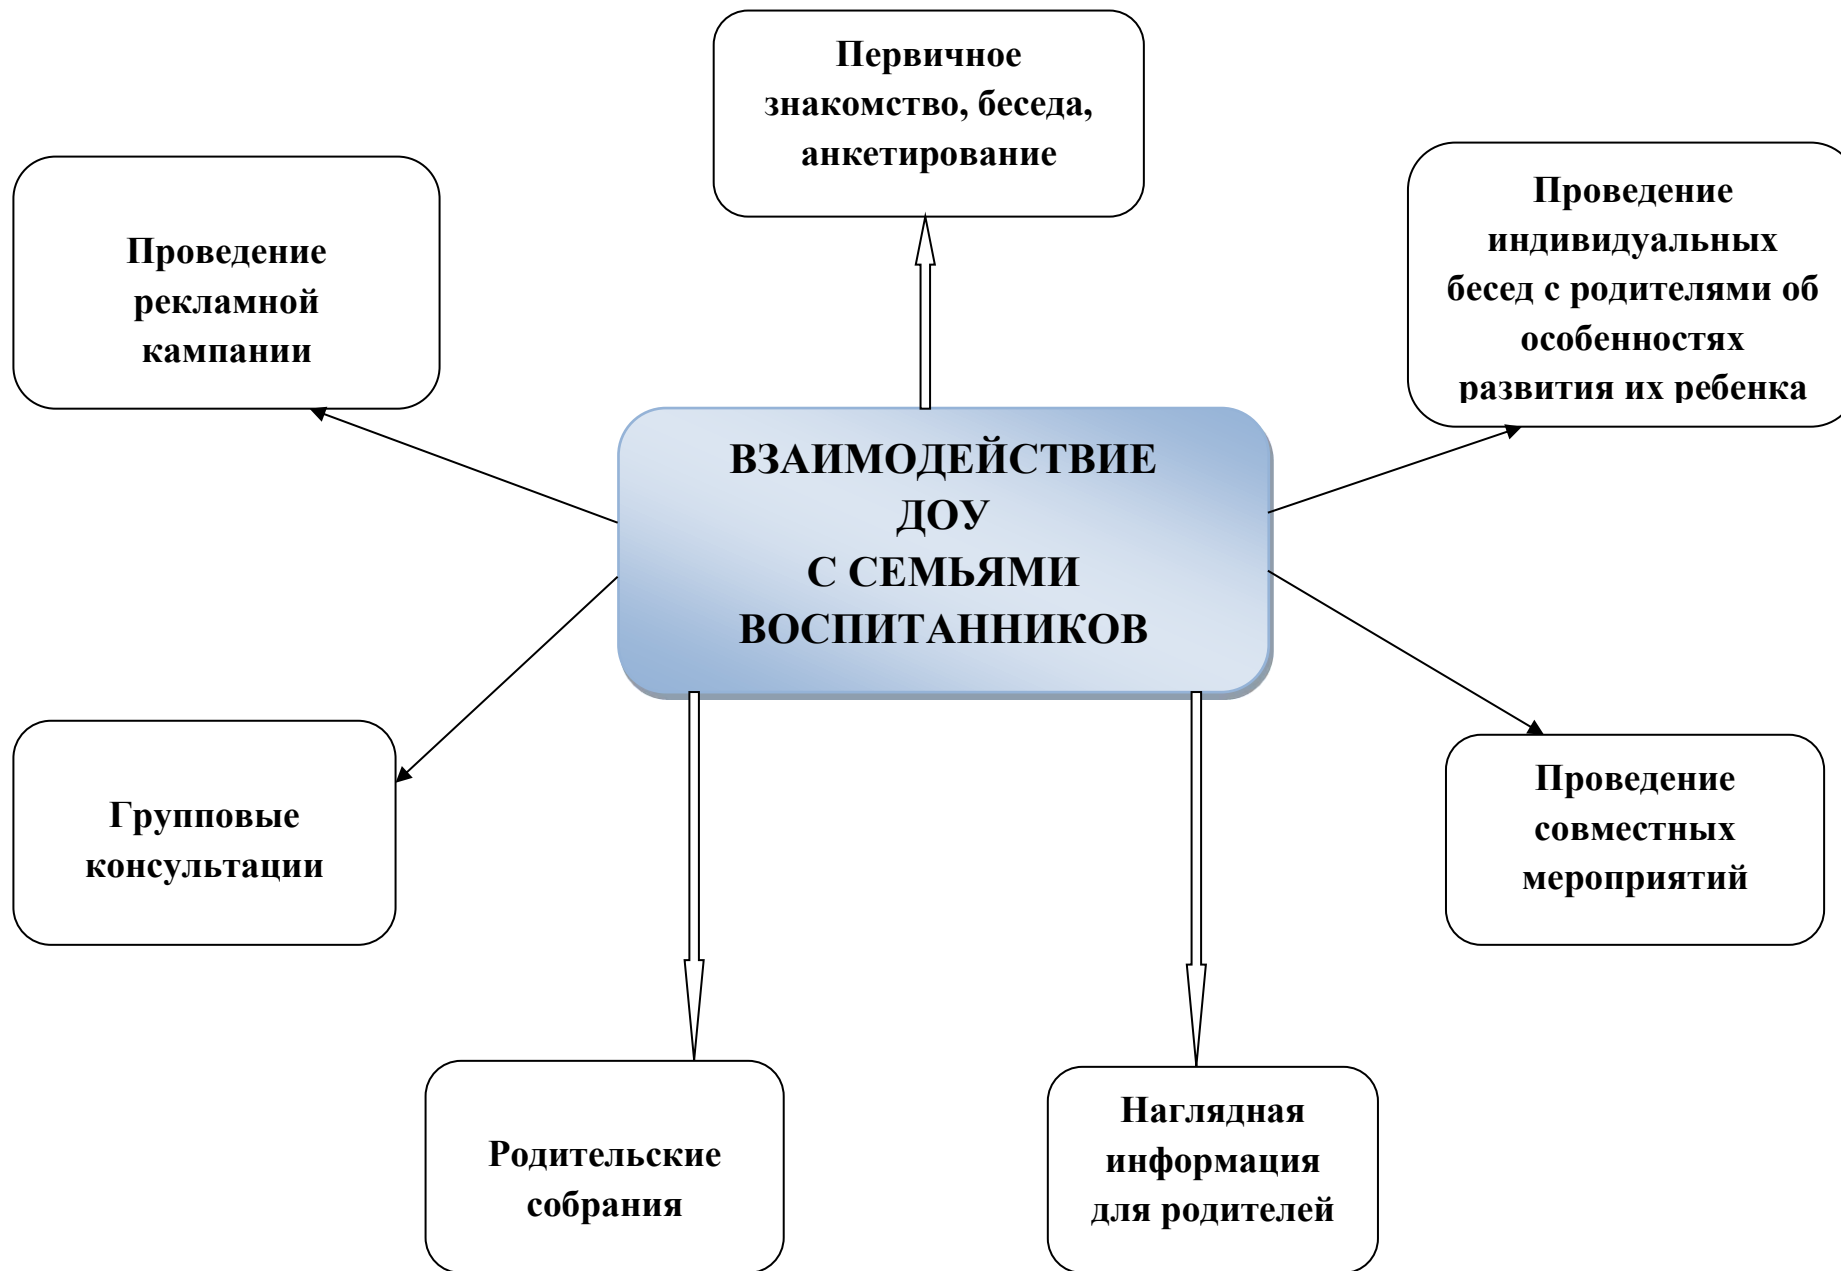 Первичное
знакомство, беседа,
анкетирование
Проведение
рекламной
кампании
Проведение
индивидуальных
бесед с родителями об
особенностях
развития их ребенка
ВЗАИМОДЕЙСТВИЕ
ДОУ
С СЕМЬЯМИ
ВОСПИТАННИКОВ
Групповые
консультации
Проведение
совместных
мероприятий
Родительские
собрания
Наглядная
информация
для родителей